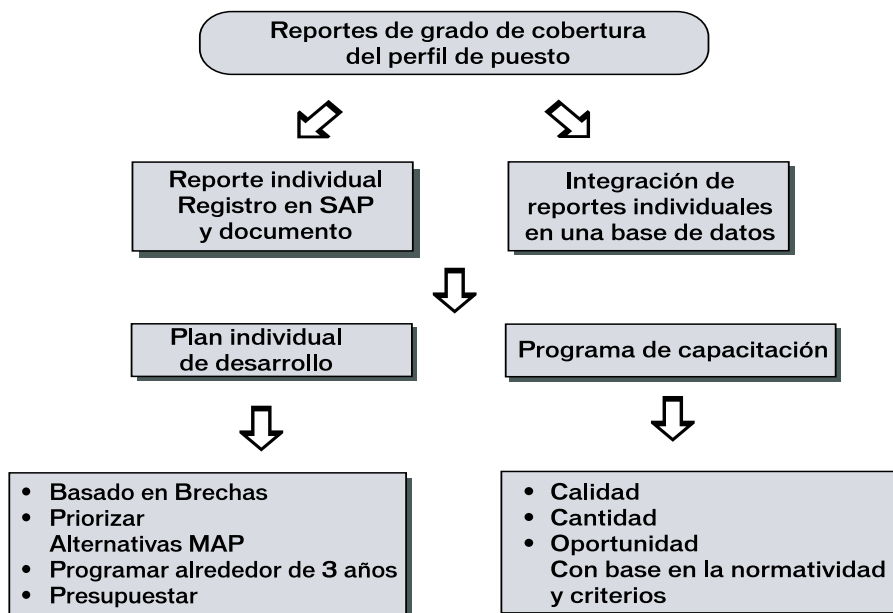 Reportes de grado de cobertura
del perfil de puesto
Reporte individual
Registro en SAP
y documento
Integración de
reportes individuales
en una base de datos
Plan individual
de desarrollo
Programa de capacitación
• Basado en Brechas
• Priorizar
Alternativas MAP
• Programar alrededor de 3 años
• Presupuestar
• Calidad
• Cantidad
• Oportunidad
Con base en la normatividad
y criterios